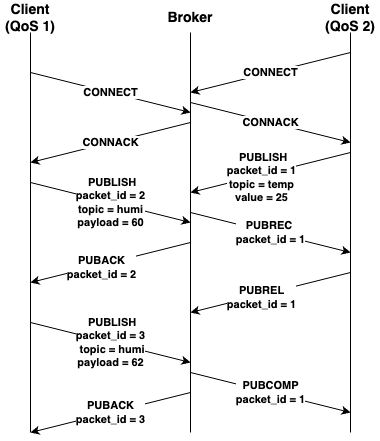 Client
(QoS 1)
Broker
Client
(QoS 2)
CONNECT
CONNECT
CONNACK
CONNACK
PUBLISH
packet_id = 1
topic = temp
value = 25
PUBLISH
packet_id = 2
topic = humi
payload = 60
PUBREC
packet_id = 1
PUBACK
packet_id = 2
PUBREL
packet_id = 1
PUBLISH
packet_id = 3
topic = humi
payload = 62
PUBCOMP
packet_id = 1
PUBACK
packet_id = 3